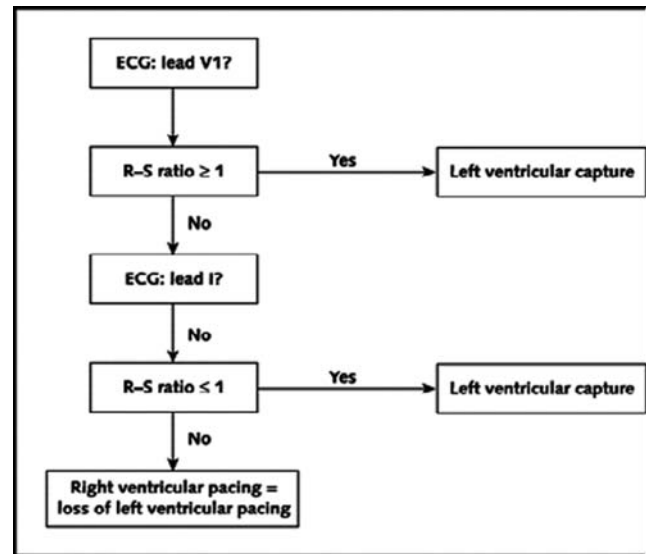 ECG: lead V1?
R–S ratio ≥ 1
Yes
Left ventricular capture
No
ECG: lead I?
No
R–S ratio ≤ 1
Yes
Left ventricular capture
No
Right ventricular pacing =
loss of left ventricular pacing